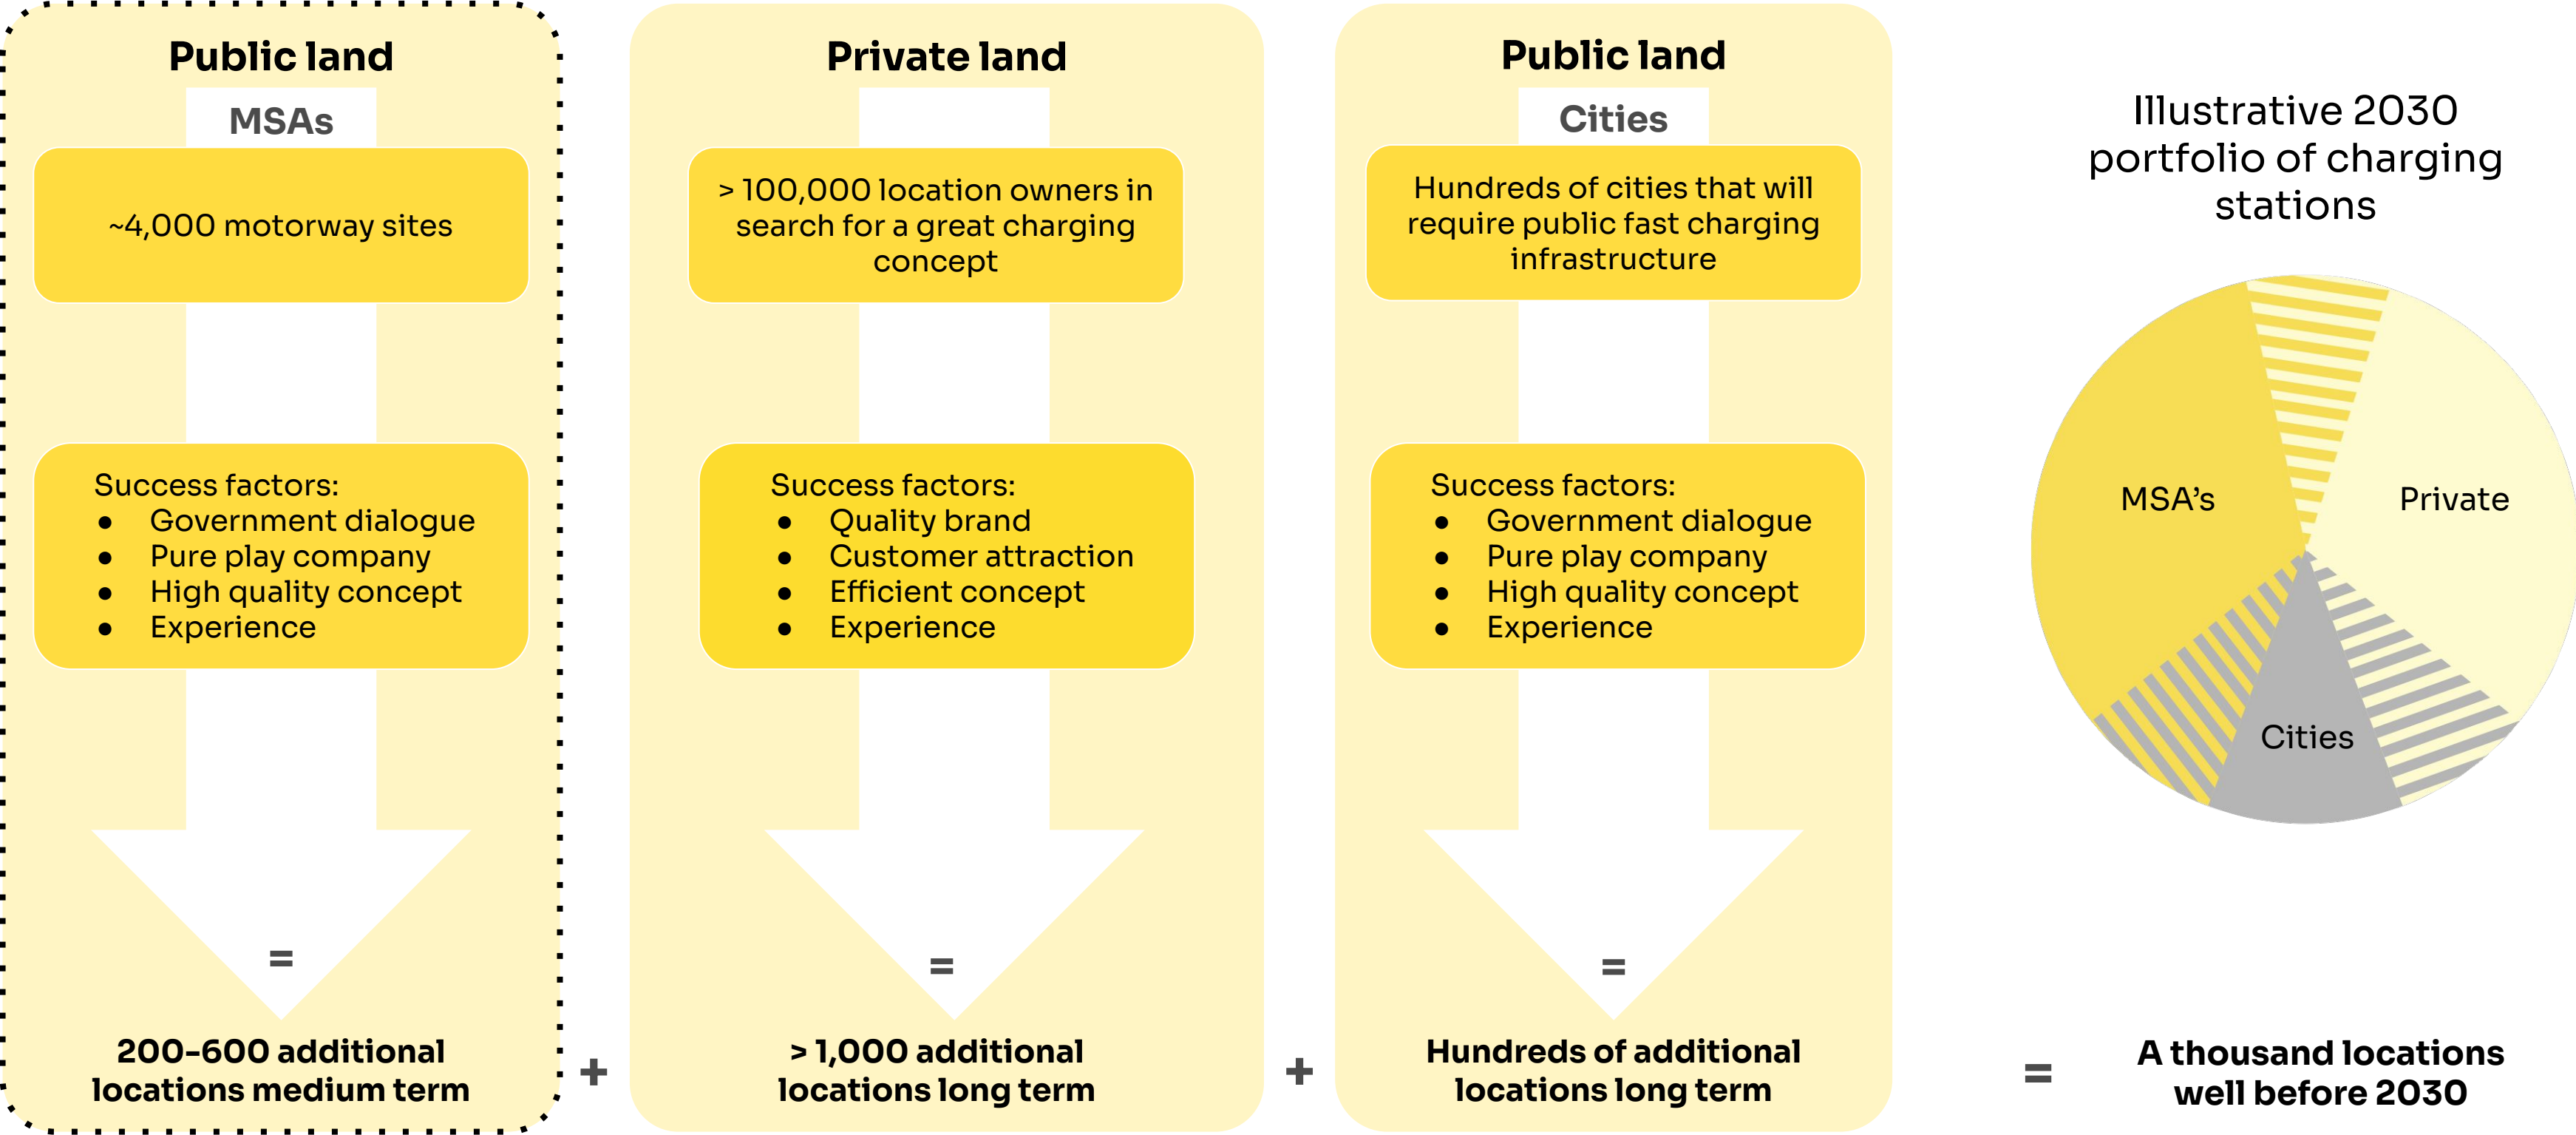 Public land
MSAs
~4,000 motorway sites
Success factors:
● Government dialogue
● Pure play company
● High quality concept
● Experience
=
200-600 additional
locations medium term
+
Private land
> 100,000 location owners in
search for a great charging
concept
Success factors:
● Quality brand
● Customer attraction
● Efficient concept
● Experience
=
> 1,000 additional
locations long term
+
Public land
Cities
Hundreds of cities that will
require public fast charging
infrastructure
Success factors:
● Government dialogue
● Pure play company
● High quality concept
● Experience
=
Hundreds of additional
locations long term
=
Illustrative 2030
portfolio of charging
stations
MSA’s
Private
Cities
A thousand locations
well before 2030